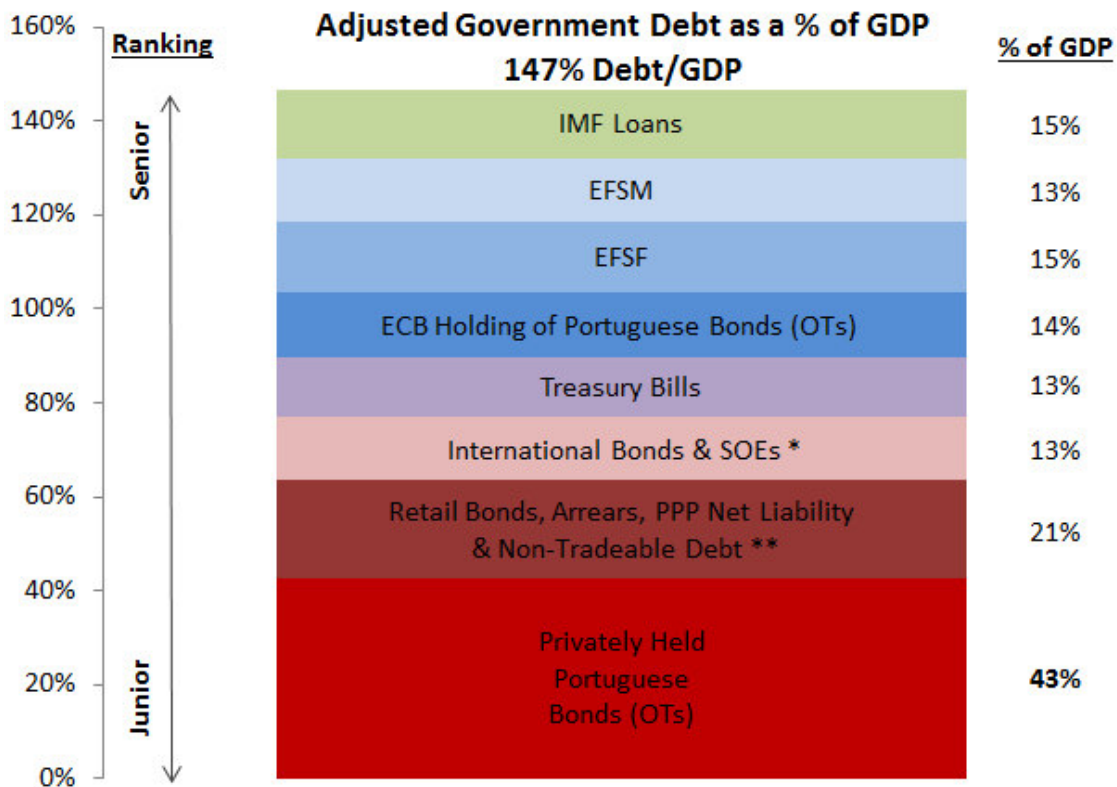 Adjusted Government Debt as a % of GDP
147% Debt/GDP
Ranking
% of GDP
160%
140%
120%
100%
80%
60%
40%
20%
0%
Senior
Junior
IMF Loans
15%
EFSM
13%
EFSF
15%
ECB Holding of Portuguese Bonds (OTs)
14%
Treasury Bills
13%
International Bonds & SOEs *
13%
Retail Bonds, Arrears, PPP Net Liability
& Non-Tradeable Debt **
21%
Privately Held
Portuguese
Bonds (OTs)
43%